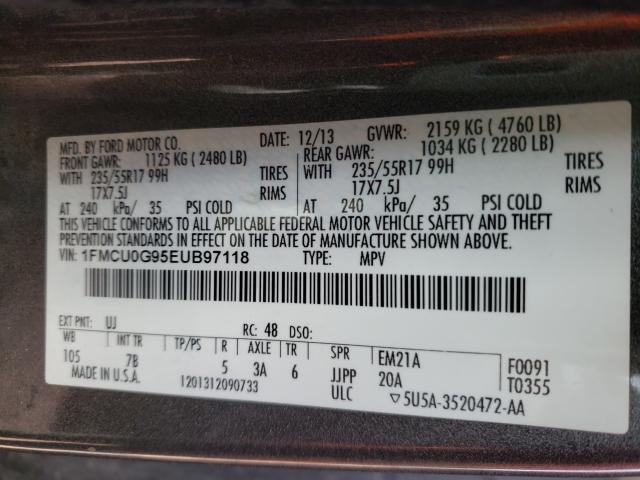 MFD. BY FORD MOTOR CO.
DATE: 12/13 GVWR: 2159 KG ( 4760 LB)
FRONT GAWR: 1125 KG ( 2480 LB)
REAR GAWR: 1034 KG ( 2280 LB)
WITH 235/55R17 99H TIRES
WITH 235/55R17 99H TIRES
17X7.5J RIMS
17X7.5J RIMS
AT 240 kPa/ 35 PSI COLD
AT 240 kPa/ 35 PSI COLD
THIS VEHICLE CONFORMS TO ALL APPLICABLE FEDERAL MOTOR VEHICLE SAFETY AND THEFT
PREVENTION STANDARDS IN EFFECT ON THE DATE OF MANUFACTURE SHOWN ABOVE.
VIN: 1FMCU0G95EUB97118 TYPE: MPV
EXT PNT: UJ RC: 48 DSO:
WB INT TR TP/PS R AXLE TR SPR EM21A F0091
105 7B 5 3A 6 JJPP 20A T0355
MADE IN U.S.A. 1201312090733 ULC ▽5U5A-3520472-AA